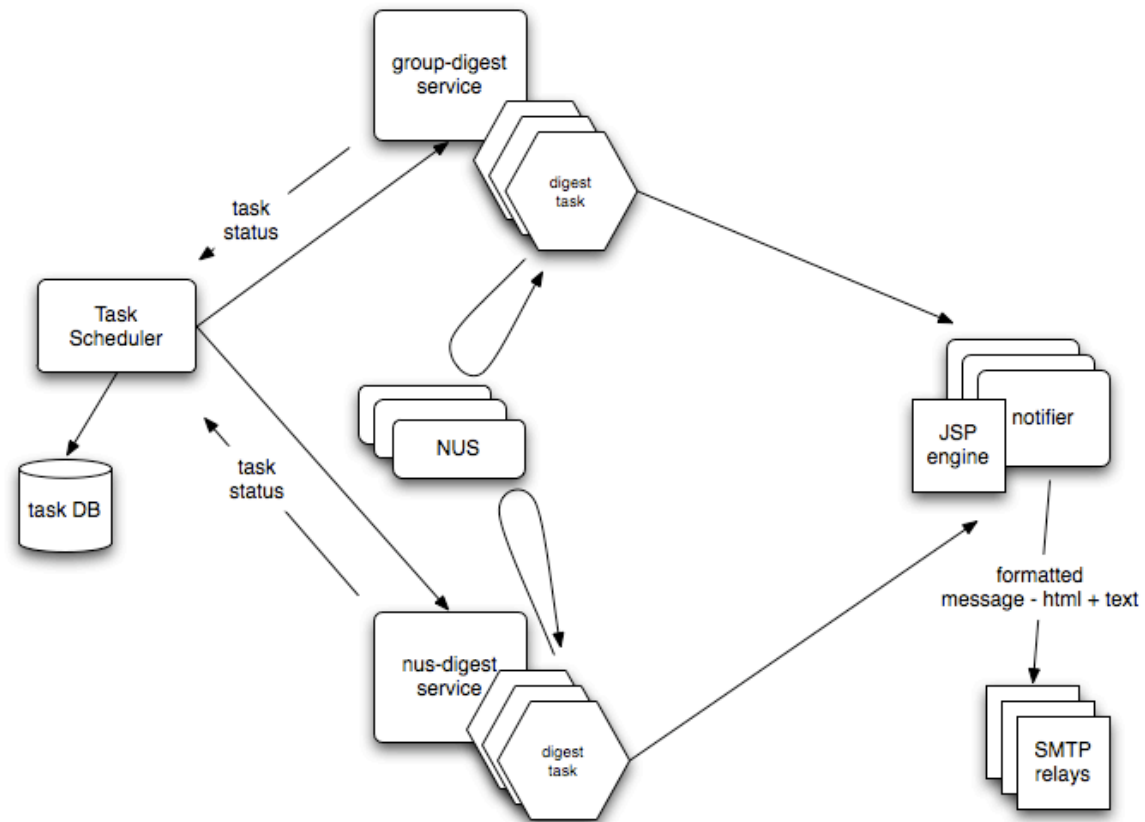 group-digest
service
digest
task
task
status
Task
Scheduler
NUS
JSP
engine
notifier
task
status
task DB
formatted
message - html + text
nus-digest
service
digest
task
SMTP
relays